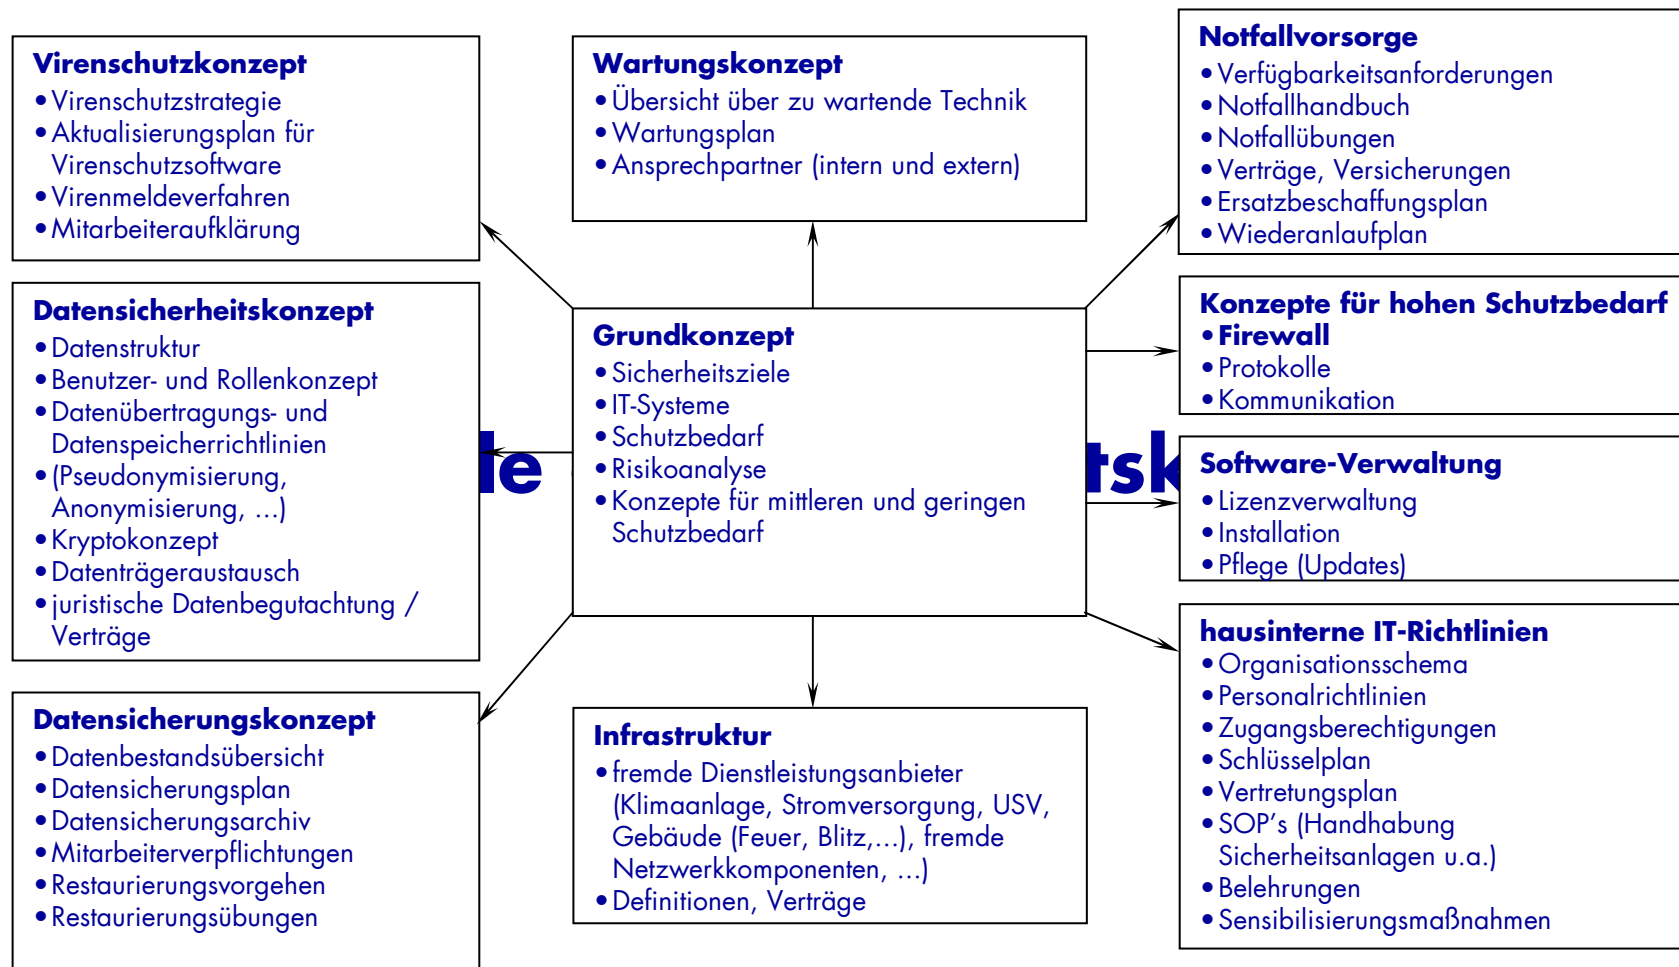 Virenschutzkonzept
• Virenschutzstrategie
• Aktualisierungsplan für
Virenschutzsoftware
• Virenmeldeverfahren
• Mitarbeiteraufklärung
Wartungskonzept
• Übersicht über zu wartende Technik
• Wartungsplan
• Ansprechpartner (intern und extern)
Notfallvorsorge
• Verfügbarkeitsanforderungen
• Notfallhandbuch
• Notfallübungen
• Verträge, Versicherungen
• Ersatzbeschaffungsplan
• Wiederanlaufplan
Datensicherheitskonzept
• Datenstruktur
• Benutzer- und Rollenkonzept
• Datenübertragungs- und
Datenspeicherrichtlinien
• (Pseudonymisierung,
Anonymisierung, ...)
• Kryptokonzept
• Datenträgeraustausch
• juristische Datenbegutachtung /
Verträge
Grundkonzept
• Sicherheitsziele
• IT-Systeme
• Schutzbedarf
• Risikoanalyse
• Konzepte für mittleren und geringen
Schutzbedarf
Konzepte für hohen Schutzbedarf
• Firewall
• Protokolle
• Kommunikation
Software-Verwaltung
• Lizenzverwaltung
• Installation
• Pflege (Updates)
Datensicherungskonzept
• Datenbestandsübersicht
• Datensicherungsplan
• Datensicherungsarchiv
• Mitarbeiterverpflichtungen
• Restaurierungsvorgehen
• Restaurierungsübungen
Infrastruktur
• fremde Dienstleistungsanbieter
(Klimaanlage, Stromversorgung, USV,
Gebäude (Feuer, Blitz,...), fremde
Netzwerkkomponenten, ...)
• Definitionen, Verträge
hausinterne IT-Richtlinien
• Organisationsschema
• Personalrichtlinien
• Zugangsberechtigungen
• Schlüsselplan
• Vertretungsplan
• SOP's (Handhabung
Sicherheitsanlagen u.a.)
• Belehrungen
• Sensibilisierungsmaßnahmen